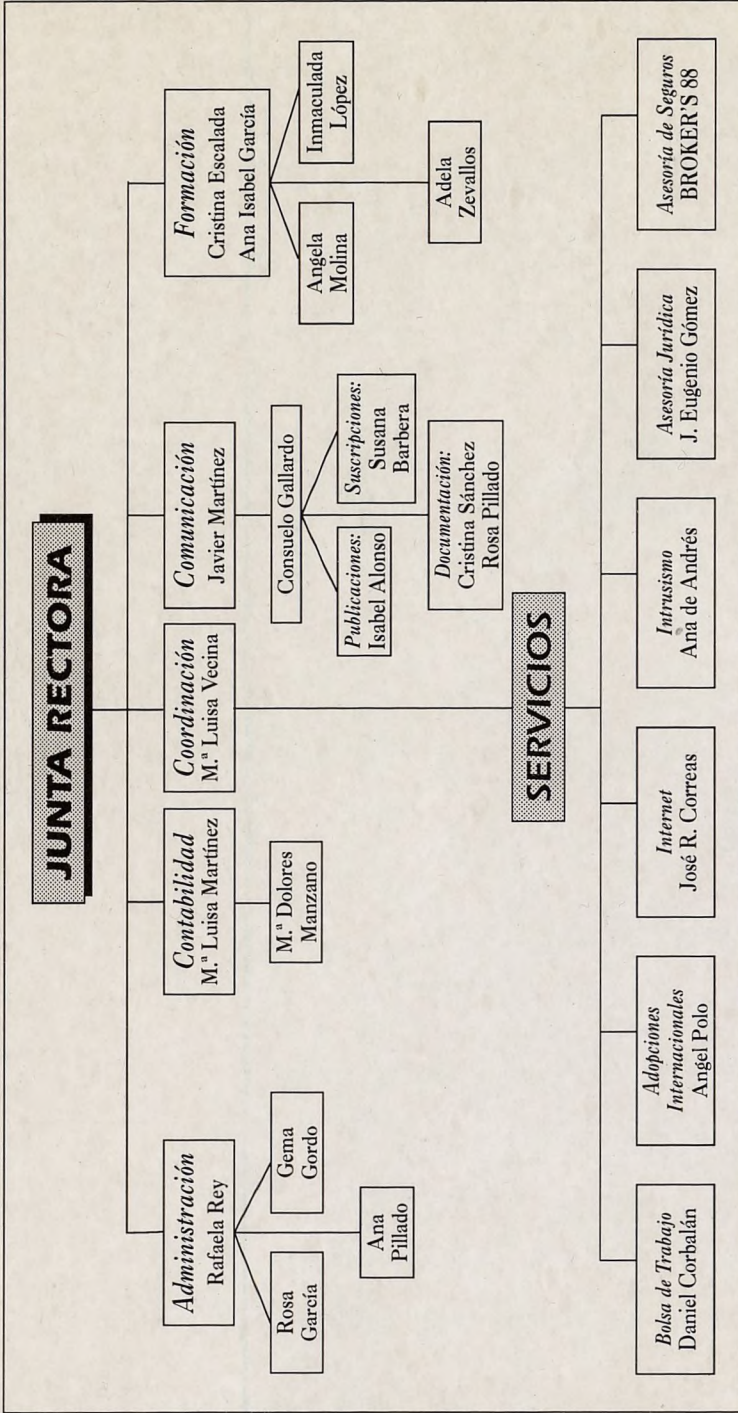 JUNTA RECTORA
Administración
Rafaela Rey
Rosa
García
Gema
Gordo
Ana
Pillado
Contabilidad
M.ª Luisa Martínez
M.ª Dolores
Manzano
Coordinación
M.ª Luisa Vecina
Comunicación
Javier Martínez
Consuelo Gallardo
Publicaciones:
Isabel Alonso
Suscripciones:
Susana
Barbera
Documentación:
Cristina Sánchez
Rosa Pillado
Formación
Cristina Escalada
Ana Isabel García
Angela
Molina
Inmaculada
López
Adela
Zevallos
SERVICIOS
Bolsa de Trabajo
Daniel Corbalán
Adopciones
Internacionales
Angel Polo
Internet
José R. Correas
Intrusismo
Ana de Andrés
Asesoría Jurídica
J. Eugenio Gómez
Asesoría de Seguros
BROKER'S 88